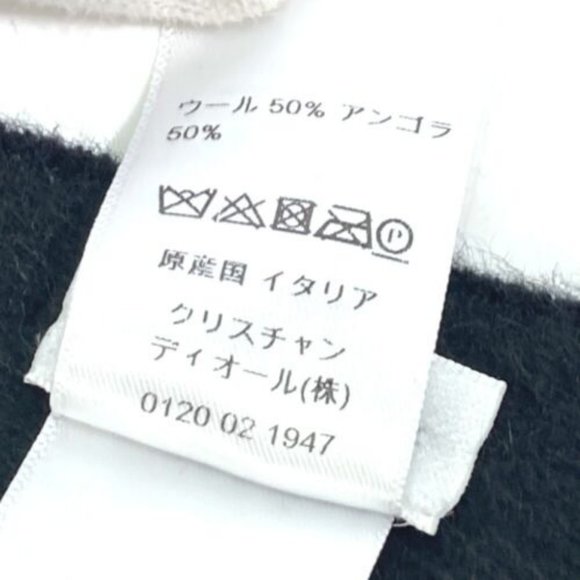 ウール 50% アンゴラ
50%
P
原産国 イタリア
クリスチャン
ディオール(株)
0120 02 1947